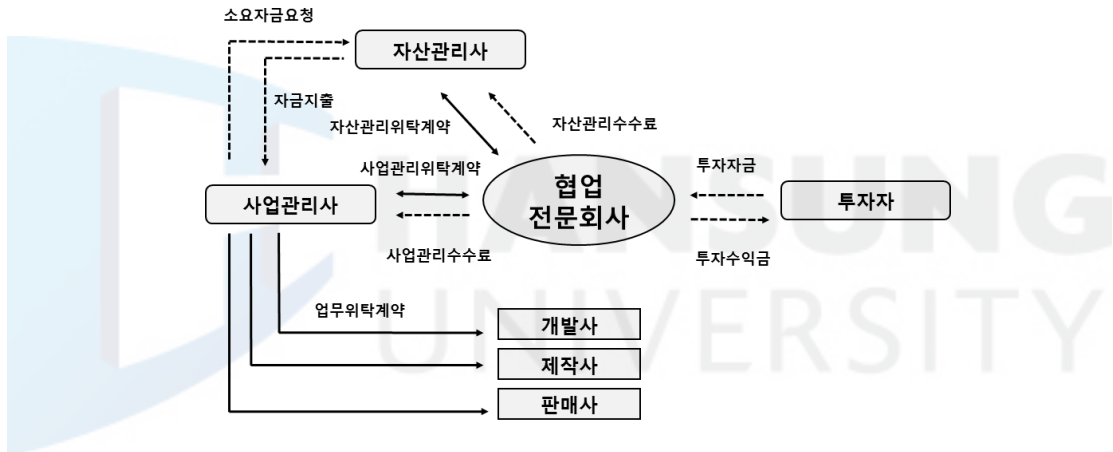 소요자금요청
자산관리사
자금지출
자산관리위탁계약
자산관리수수료
사업관리위탁계약
투자자금
협업
전문회사
사업관리사
투자자
사업관리수수료
투자수익금
업무위탁계약
개발사
제작사
판매사
HANSUNG
UNIVERSITY